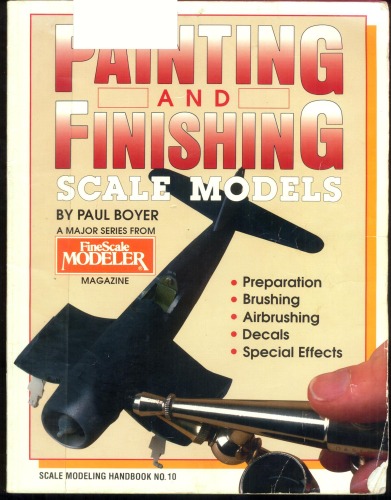 PAINTING
AND
FINISHING
SCALE MODELS
BY PAUL BOYER
A MAJOR SERIES FROM
FineScale
MODELER®
MAGAZINE
• Preparation
• Brushing
• Airbrushing
• Decals
• Special Effects
SCALE MODELING HANDBOOK NO. 10